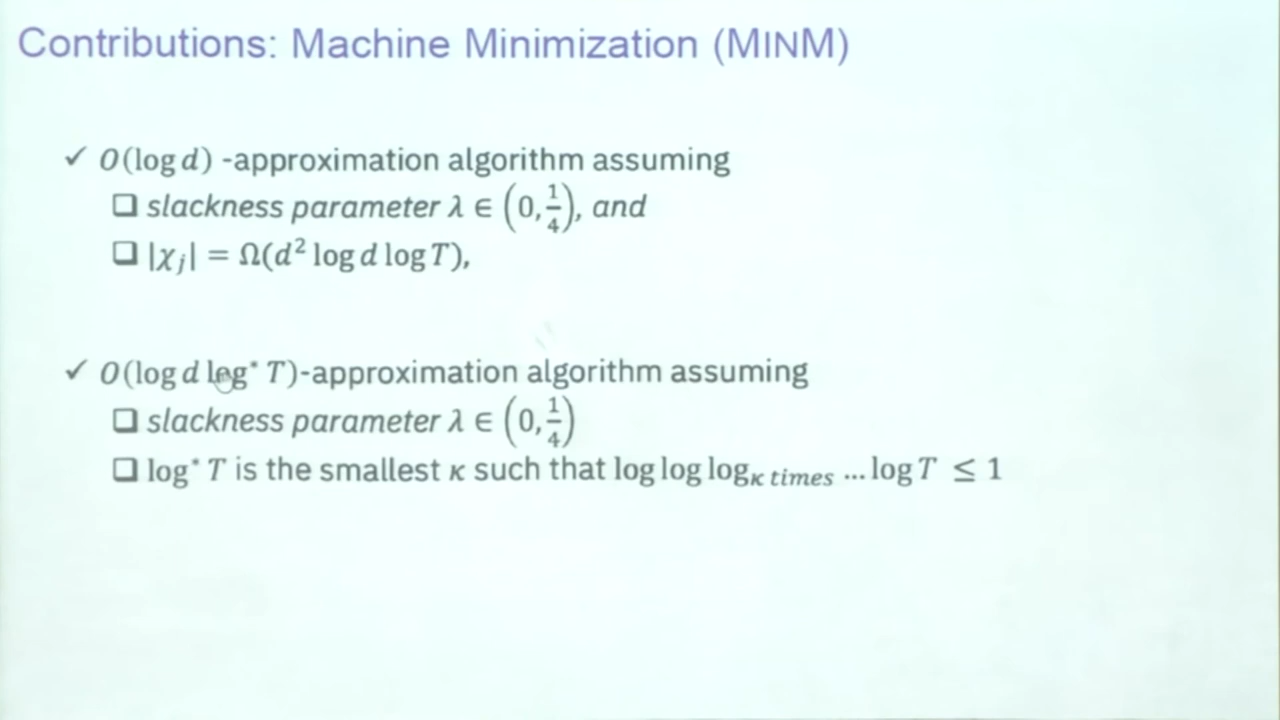 Contributions: Machine Minimization (MINM)
✓ O(log d) -approximation algorithm assuming
❑ slackness parameter λ ∈ (0, 1/4), and
❑ |χj| = Ω(d² log d log T),
✓ O(log d log* T)-approximation algorithm assuming
❑ slackness parameter λ ∈ (0, 1/4)
❑ log* T is the smallest κ such that log log logκ times ... log T ≤ 1